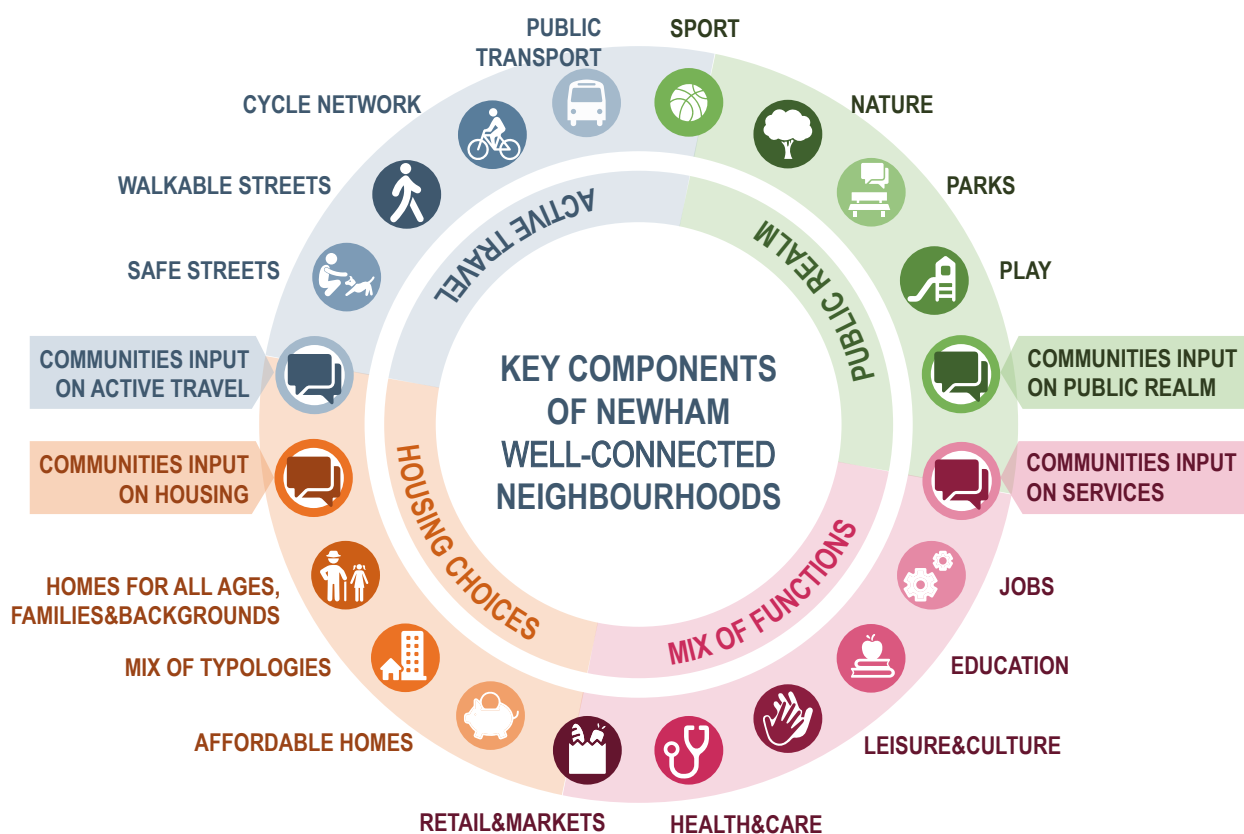 PUBLIC
TRANSPORT
SPORT
CYCLE NETWORK
NATURE
WALKABLE STREETS
PARKS
SAFE STREETS
PLAY
ACTIVE TRAVEL
PUBLIC REALM
COMMUNITIES INPUT
ON ACTIVE TRAVEL
COMMUNITIES INPUT
ON PUBLIC REALM
KEY COMPONENTS
OF NEWHAM
WELL-CONNECTED
NEIGHBOURHOODS
COMMUNITIES INPUT
ON HOUSING
COMMUNITIES INPUT
ON SERVICES
HOUSING CHOICES
MIX OF FUNCTIONS
HOMES FOR ALL AGES,
FAMILIES&BACKGROUNDS
JOBS
MIX OF TYPOLOGIES
EDUCATION
AFFORDABLE HOMES
LEISURE&CULTURE
RETAIL&MARKETS
HEALTH&CARE